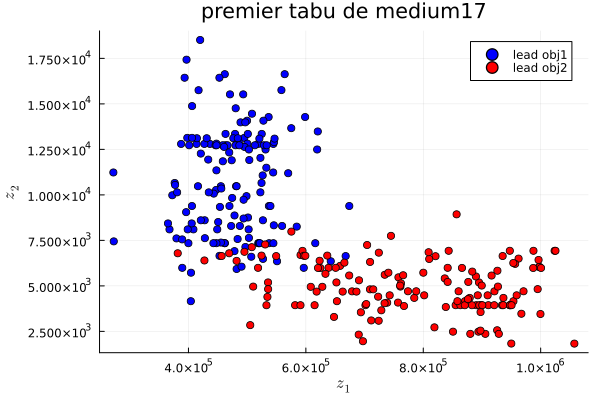 premier tabu de medium17
lead obj1
lead obj2
1.750×10⁴
1.500×10⁴
1.250×10⁴
1.000×10⁴
7.500×10³
5.000×10³
2.500×10³
z₂
4.0×10⁵ 6.0×10⁵ 8.0×10⁵ 1.0×10⁶
z₁